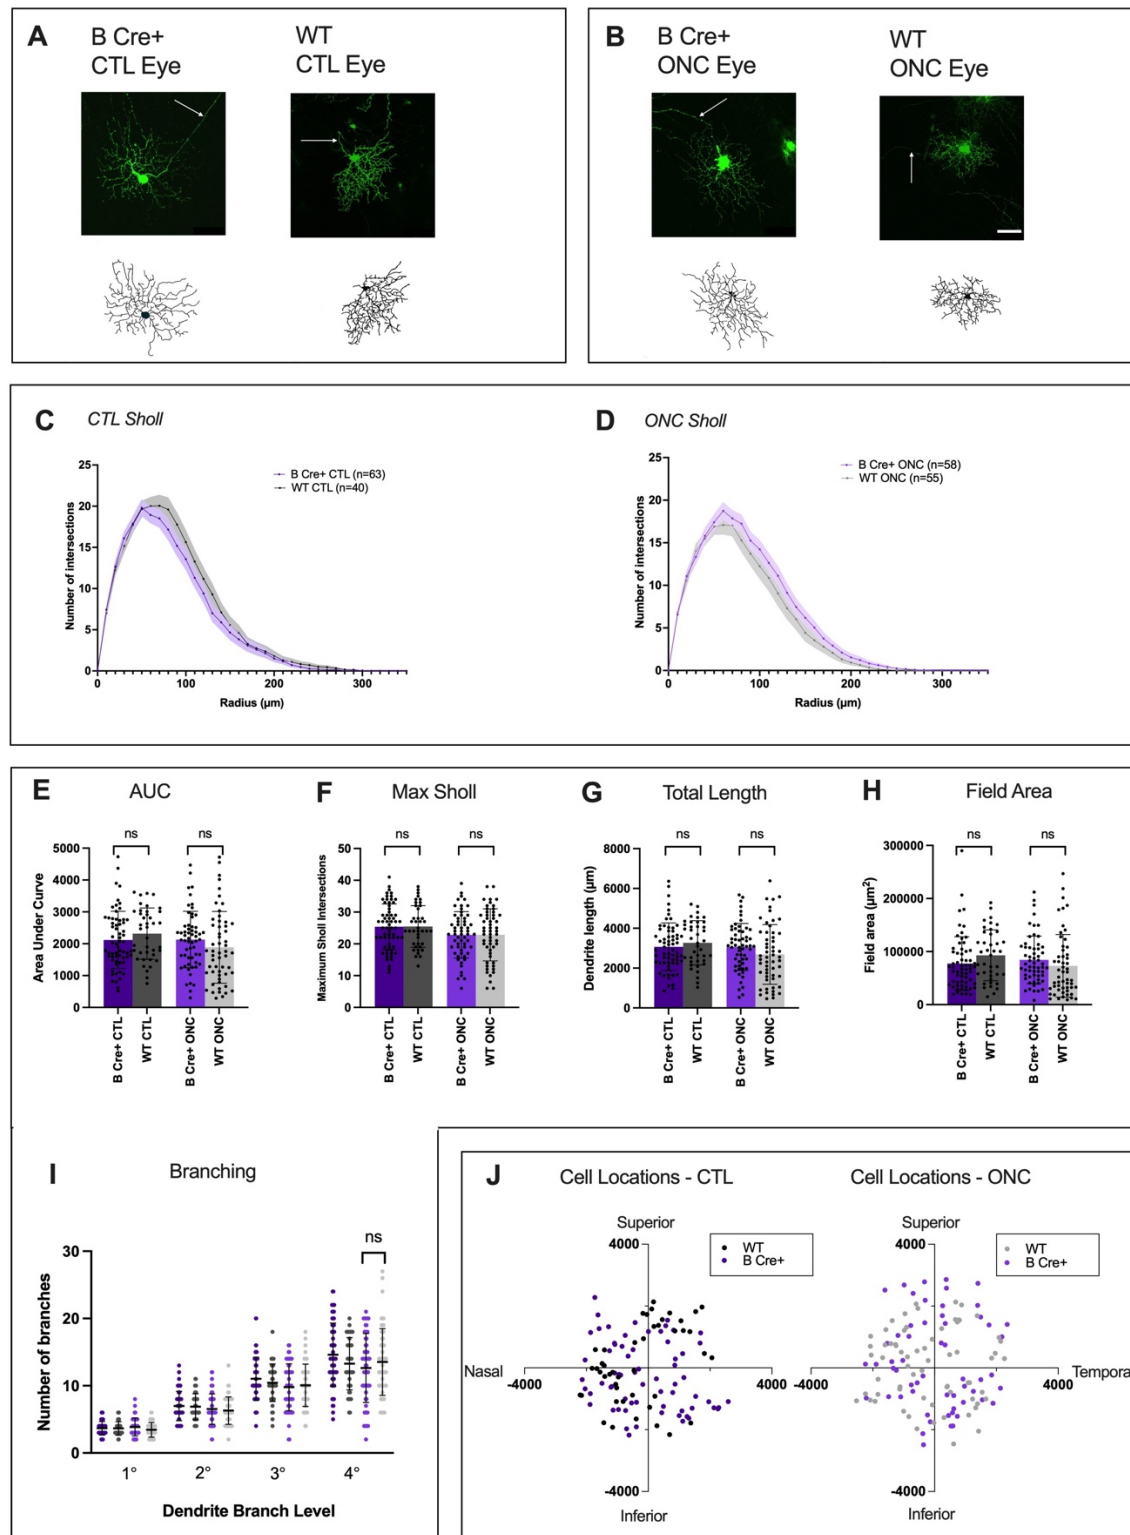 A
B Cre+
CTL Eye
WT
CTL Eye
B
B Cre+
ONC Eye
WT
ONC Eye
C
CTL Sholl
B Cre+ CTL (n=63)
WT CTL (n=40)
Number of intersections
25
20
15
10
5
0
0
100
200
300
Radius (µm)
D
ONC Sholl
B Cre+ ONC (n=58)
WT ONC (n=55)
Number of intersections
25
20
15
10
5
0
0
100
200
300
Radius (µm)
E
AUC
ns
ns
Area Under Curve
5000
4000
3000
2000
1000
0
B Cre+ CTL
WT CTL
B Cre+ ONC
WT ONC
F
Max Sholl
ns
ns
Maximum Sholl Intersections
50
40
30
20
10
0
B Cre+ CTL
WT CTL
B Cre+ ONC
WT ONC
G
Total Length
ns
ns
Dendrite length (µm)
8000
6000
4000
2000
0
B Cre+ CTL
WT CTL
B Cre+ ONC
WT ONC
H
Field Area
ns
ns
Field area (µm²)
300000
200000
100000
0
B Cre+ CTL
WT CTL
B Cre+ ONC
WT ONC
I
Branching
ns
Number of branches
30
20
10
0
1°
2°
3°
4°
Dendrite Branch Level
J
Cell Locations - CTL
Superior
4000
WT
B Cre+
Nasal
-4000
4000
-4000
Inferior
Cell Locations - ONC
Superior
4000
WT
B Cre+
-4000
4000
Tempora
-4000
Inferior